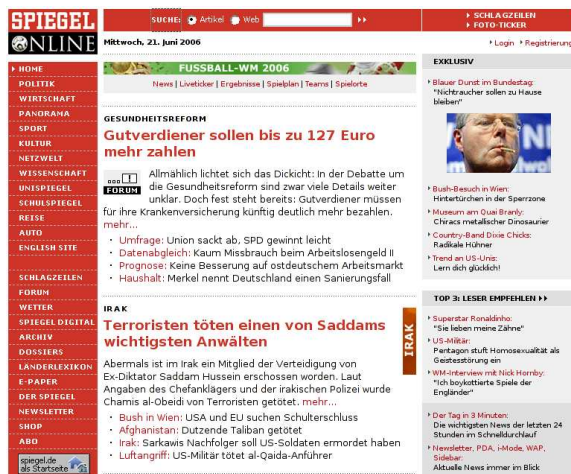 SPIEGEL
ONLINE
SUCHE: Artikel Web
SCHLAGZEILEN
FOTO-TICKER
Mittwoch, 21. Juni 2006
Login Registrierung
HOME
POLITIK
WIRTSCHAFT
PANORAMA
SPORT
KULTUR
NETZWELT
WISSENSCHAFT
UNISPIEGEL
SCHULSPIEGEL
REISE
AUTO
ENGLISH SITE
SCHLAGZEILEN
FORUM
WETTER
SPIEGEL DIGITAL
ARCHIV
DOSSIERS
LÄNDERLEXIKON
E-PAPER
DER SPIEGEL
NEWSLETTER
SHOP
ABO
spiegel.de
als Startseite
FUSSBALL-WM 2006
News | Liveticker | Ergebnisse | Spielplan | Teams | Spielorte
GESUNDHEITSREFORM
Gutverdiener sollen bis zu 127 Euro
mehr zahlen
FORUM
Allmählich lichtet sich das Dickicht: In der Debatte um
die Gesundheitsreform sind zwar viele Details weiter
unklar. Doch fest steht bereits: Gutverdiener müssen
für ihre Krankenversicherung künftig deutlich mehr bezahlen.
mehr...
· Umfrage: Union sackt ab, SPD gewinnt leicht
· Datenabgleich: Kaum Missbrauch beim Arbeitslosengeld II
· Prognose: Keine Besserung auf ostdeutschem Arbeitsmarkt
· Haushalt: Merkel nennt Deutschland einen Sanierungsfall
IRAK
Terroristen töten einen von Saddams
wichtigsten Anwälten
IRAK
Abermals ist im Irak ein Mitglied der Verteidigung von
Ex-Diktator Saddam Hussein erschossen worden. Laut
Angaben des Chefanklägers und der irakischen Polizei wurde
Chamis al-Obeidi von Terroristen getötet. mehr...
· Bush in Wien: USA und EU suchen Schulterschluss
· Afghanistan: Dutzende Taliban getötet
· Irak: Sarkawis Nachfolger soll US-Soldaten ermordet haben
· Luftangriff: US-Militär tötet al-Qaida-Anführer
EXKLUSIV
Blauer Dunst im Bundestag:
"Nichtraucher sollen zu Hause
bleiben"
Bush-Besuch in Wien:
Hintertürchen in der Sperrzone
Museum am Quai Branly:
Chiracs metallischer Dinosaurier
Country-Band Dixie Chicks:
Radikale Hühner
Trend an US-Unis:
Lern dich glücklich!
TOP 3: LESER EMPFEHLEN
Superstar Ronaldinho:
"Sie lieben meine Zähne"
US-Militär:
Pentagon stuft Homosexualität als
Geistesstörung ein
WM-Interview mit Nick Hornby:
"Ich boykottierte Spiele der
Engländer"
Der Tag in 3 Minuten:
Die wichtigsten News der letzten 24
Stunden im Schnelldurchlauf
Newsletter, PDA, i-Mode, WAP,
Sidebar:
Aktuelle News immer im Blick